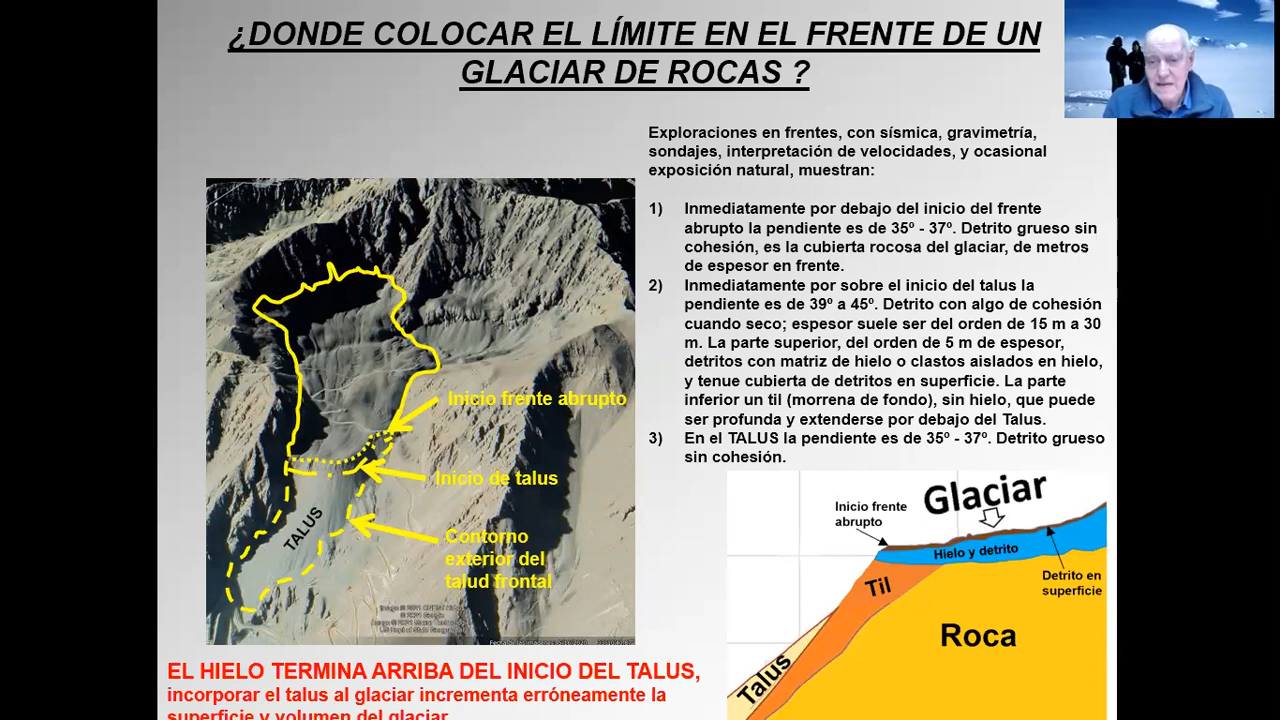 ¿DONDE COLOCAR EL LÍMITE EN EL FRENTE DE UN
GLACIAR DE ROCAS ?
Exploraciones en frentes, con sísmica, gravimetría,
sondajes, interpretación de velocidades, y ocasional
exposición natural, muestran:
1) Inmediatamente por debajo del inicio del frente
abrupto la pendiente es de 35º - 37º. Detrito grueso sin
cohesión, es la cubierta rocosa del glaciar, de metros
de espesor en frente.
2) Inmediatamente por sobre el inicio del talus la
pendiente es de 39º a 45º. Detrito con algo de cohesión
cuando seco; espesor suele ser del orden de 15 m a 30
m. La parte superior, del orden de 5 m de espesor,
detritos con matriz de hielo o clastos aislados en hielo,
y tenue cubierta de detritos en superficie. La parte
inferior un til (morrena de fondo), sin hielo, que puede
ser profunda y extenderse por debajo del Talus.
3) En el TALUS la pendiente es de 35º - 37º. Detrito grueso
sin cohesión.
Inicio frente abrupto
Inicio de talus
TALUS
Contorno
exterior del
talud frontal
Glaciar
Inicio frente
abrupto
Hielo y detrito
Detrito en
superficie
Til
Roca
Talus
EL HIELO TERMINA ARRIBA DEL INICIO DEL TALUS,
incorporar el talus al glaciar incrementa erróneamente la
superficie y volumen del glaciar